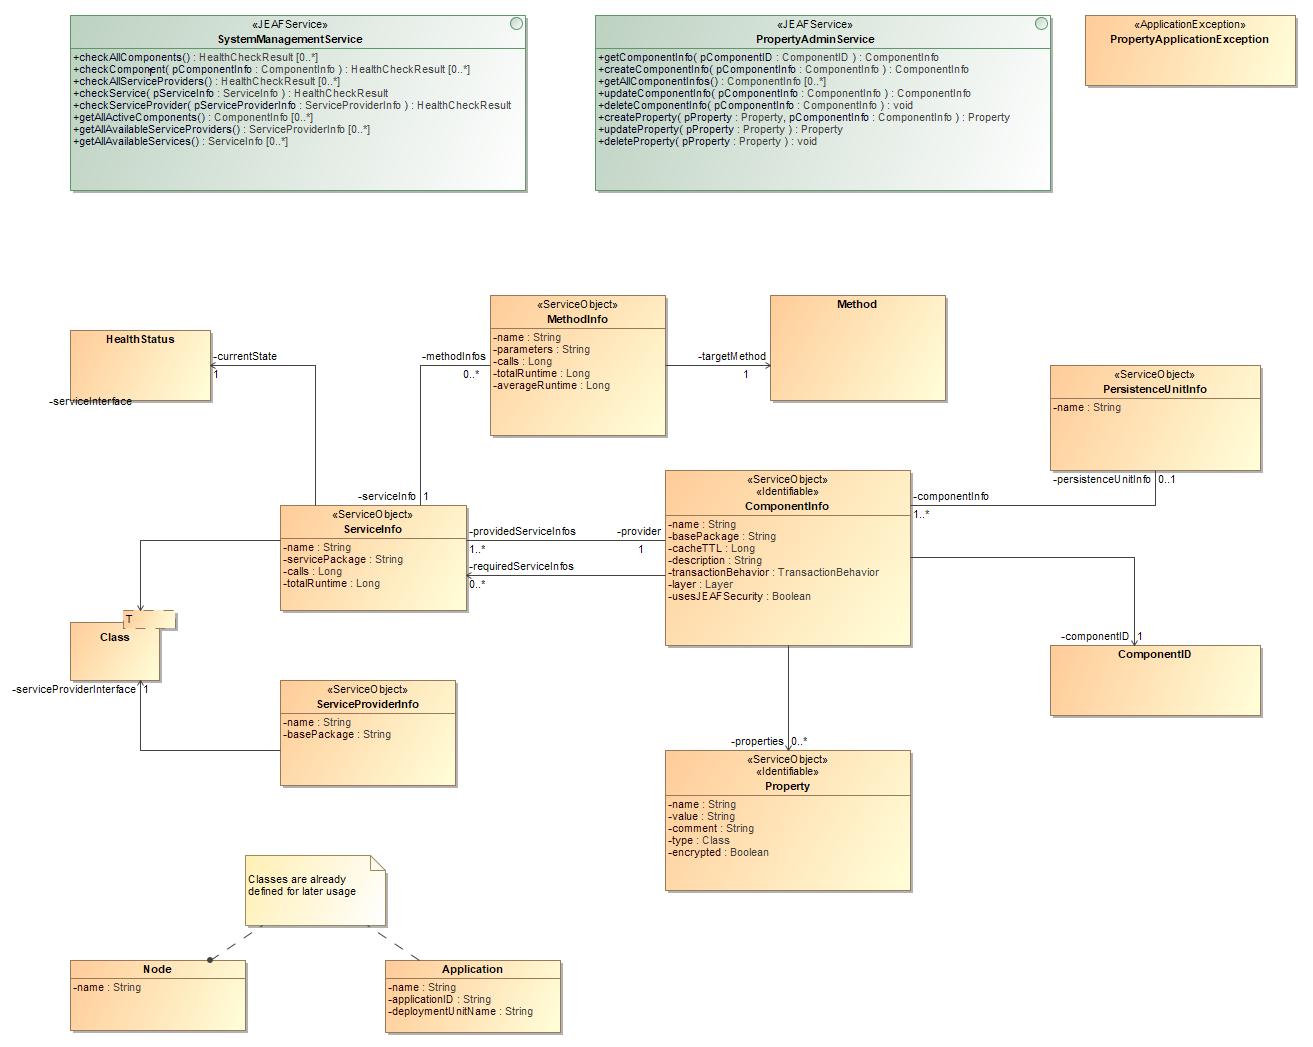 «JEAFService»
SystemManagementService
+checkAllComponents() : HealthCheckResult [0..*]
+checkComponent( pComponentInfo : ComponentInfo ) : HealthCheckResult [0..*]
+checkAllServiceProviders() : HealthCheckResult [0..*]
+checkService( pServiceInfo : ServiceInfo ) : HealthCheckResult
+checkServiceProvider( pServiceProviderInfo : ServiceProviderInfo ) : HealthCheckResult
+getAllActiveComponents() : ComponentInfo [0..*]
+getAllAvailableServiceProviders() : ServiceProviderInfo [0..*]
+getAllAvailableServices() : ServiceInfo [0..*]
«JEAFService»
PropertyAdminService
+getComponentInfo( pComponentID : ComponentID ) : ComponentInfo
+createComponentInfo( pComponentInfo : ComponentInfo ) : ComponentInfo
+getAllComponentInfos() : ComponentInfo [0..*]
+updateComponentInfo( pComponentInfo : ComponentInfo ) : ComponentInfo
+deleteComponentInfo( pComponentInfo : ComponentInfo ) : void
+createProperty( pProperty : Property, pComponentInfo : ComponentInfo ) : Property
+updateProperty( pProperty : Property ) : Property
+deleteProperty( pProperty : Property ) : void
«ApplicationException»
PropertyApplicationException
HealthStatus
-currentState
1
-serviceInterface
«ServiceObject»
MethodInfo
-name : String
-parameters : String
-calls : Long
-totalRuntime : Long
-averageRuntime : Long
-methodInfos
0..*
-targetMethod
1
Method
«ServiceObject»
PersistenceUnitInfo
-name : String
-persistenceUnitInfo
0..1
-serviceInfo
1
«ServiceObject»
ServiceInfo
-name : String
-servicePackage : String
-calls : Long
-totalRuntime : Long
-providedServiceInfos
1..*
-provider
1
-requiredServiceInfos
0..*
«ServiceObject»
«Identifiable»
ComponentInfo
-name : String
-basePackage : String
-cacheTTL : Long
-description : String
-transactionBehavior : TransactionBehavior
-layer : Layer
-usesJEAFSecurity : Boolean
-componentInfo
1..*
-componentID
1
ComponentID
T
Class
-serviceProviderInterface
1
«ServiceObject»
ServiceProviderInfo
-name : String
-basePackage : String
-properties
0..*
«ServiceObject»
«Identifiable»
Property
-name : String
-value : String
-comment : String
-type : Class
-encrypted : Boolean
Classes are already
defined for later usage
Node
-name : String
Application
-name : String
-applicationID : String
-deploymentUnitName : String